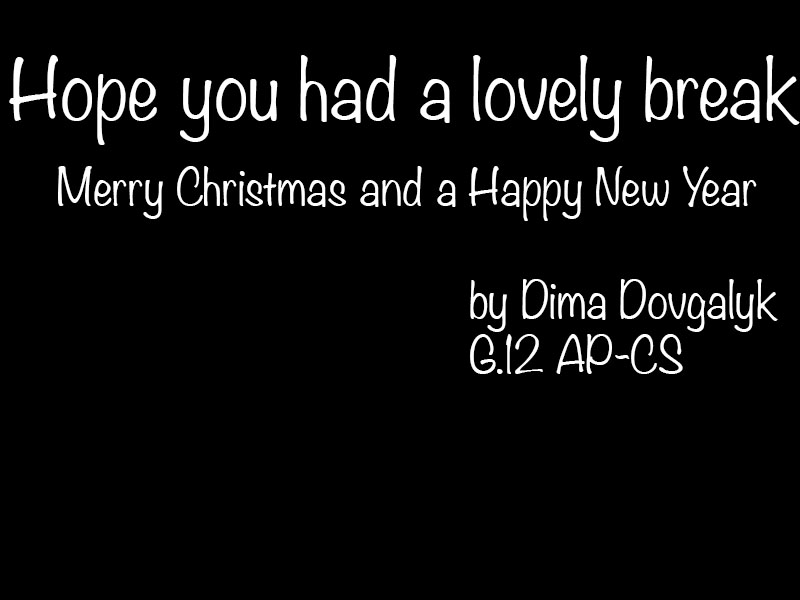 Hope you had a lovely break
Merry Christmas and a Happy New Year
by Dima Dovgalyk
G.12 AP-CS